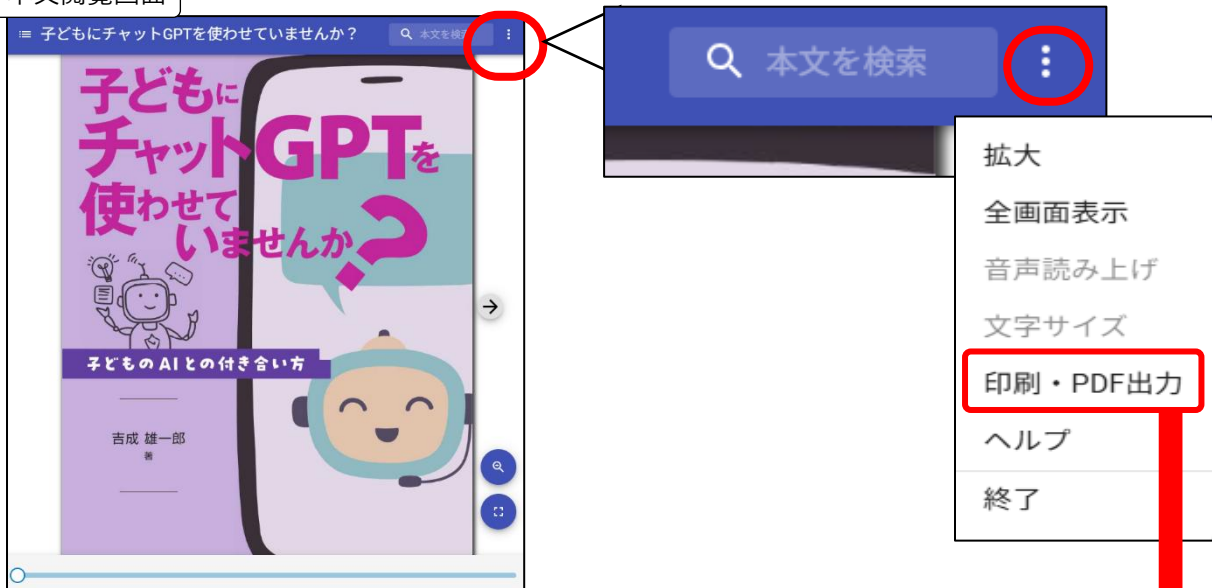 本文閲覧画面
子どもにチャットGPTを使わせていませんか？
本文を検索
子どもに
チャットGPTを
使わせて
いませんか?
子どものAIとの付き合い方
吉成 雄一郎
著
本文を検索
拡大
全画面表示
音声読み上げ
文字サイズ
印刷・PDF出力
ヘルプ
終了